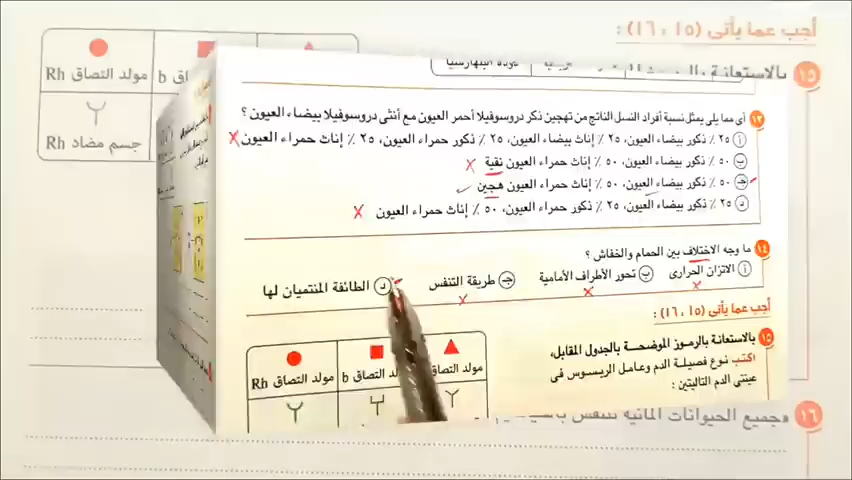 أجب عما يأتى (١٥ ، ١٦) :
١٥
مولد التصاق Rh
جسم مضاد Rh
دودة البلهارسيا
١٣ أى مما يلى يمثل نسبة أفراد النسل الناتج من تهجين ذكر دروسوفيلا أحمر العيون مع أنثى دروسوفيلا بيضاء العيون ؟
أ ٢٥ ٪ ذكور بيضاء العيون، ٢٥ ٪ إناث بيضاء العيون، ٢٥ ٪ ذكور حمراء العيون، ٢٥ ٪ إناث حمراء العيون
ب ٥٠ ٪ ذكور بيضاء العيون، ٥٠ ٪ إناث حمراء العيون نقية
جـ ٥٠ ٪ ذكور بيضاء العيون، ٥٠ ٪ إناث حمراء العيون هجين
د ٢٥ ٪ ذكور بيضاء العيون، ٢٥ ٪ ذكور حمراء العيون، ٥٠ ٪ إناث حمراء العيون
١٤ ما وجه الاختلاف بين الحمام والخفاش ؟
أ الاتزان الحرارى ب تحور الأطراف الأمامية جـ طريقة التنفس د الطائفة المنتميان لها
أجب عما يأتى (١٥ ، ١٦) :
١٥ بالاستعانة بالرموز الموضحة بالجدول المقابل،
اكتب نوع فصيلة الدم وعامل الريسوس فى
عينتى الدم التاليتين :
التصاق a مولد التصاق b مولد التصاق Rh
١٦